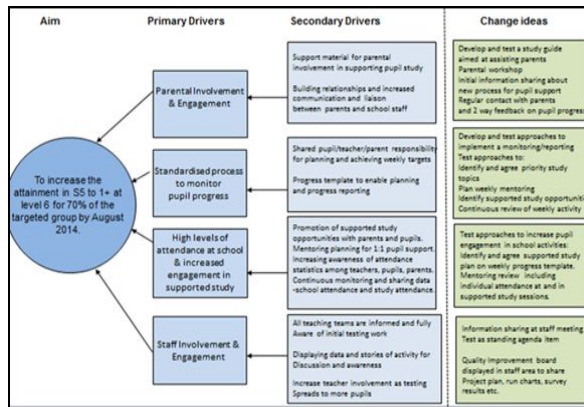 Aim
Primary Drivers
Secondary Drivers
Change ideas
To increase the
attainment in S5 to 1+ at
level 6 for 70% of the
targeted group by August
2014.
Parental Involvement
& Engagement
Support material for parental
involvement in supporting pupil study
Building relationships and increased
communication and liaison
between parents and school staff
Develop and test a study guide
aimed at assisting parents
Parental workshop
Initial information sharing about
new process for pupil support
Regular contact with parents
and 2 way feedback on pupil progress
Standardised process
to monitor
pupil progress
Shared pupil/teacher/parent responsibility
for planning and achieving weekly targets
Progress template to enable planning
and progress reporting
Develop and test approaches to
implement a monitoring/reporting
Test approaches to:
Identify and agree priority study
topics
Plan weekly mentoring
Identify supported study opportunit
Continuous review of weekly activity
High levels of
attendance at school
& increased
engagement in
supported study
Promotion of supported study
opportunities with parents and pupils.
Mentoring planning for 1:1 pupil support.
Increasing awareness of attendance
statistics among teachers, pupils, parents.
Continuous monitoring and sharing data
-school attendance and study attendance.
Test approaches to increase pupil
engagement in school activities:
Identify and agree supported study
plan on weekly progress template.
Mentoring review including
individual attendance at and in
supported study sessions.
Staff Involvement &
Engagement
All teaching teams are informed and fully
Aware of initial testing work
Displaying data and stories of activity for
Discussion and awareness
Increase teacher involvement as testing
Spreads to more pupils
Information sharing at staff meeting
Test as standing agenda item
Quality improvement board
displayed in staff area to share
Project plan, run charts, survey
results etc.